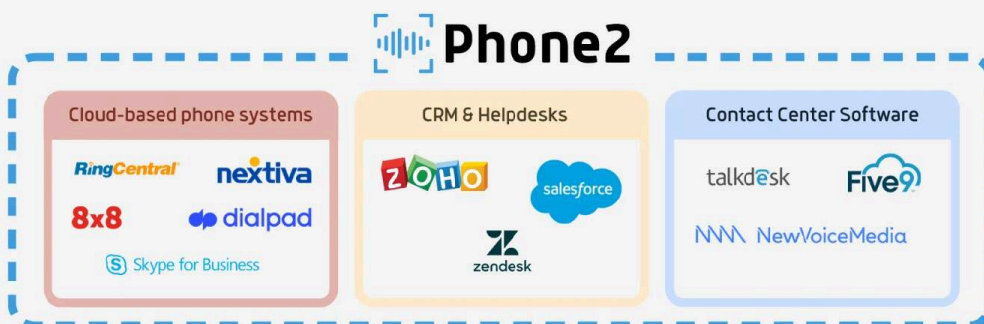 Phone2
Cloud-based phone systems
RingCentral
nextiva
8x8
dialpad
S Skype for Business
CRM & Helpdesks
ZOHO
salesforce
zendesk
Contact Center Software
talkdesk
Five9
NewVoiceMedia